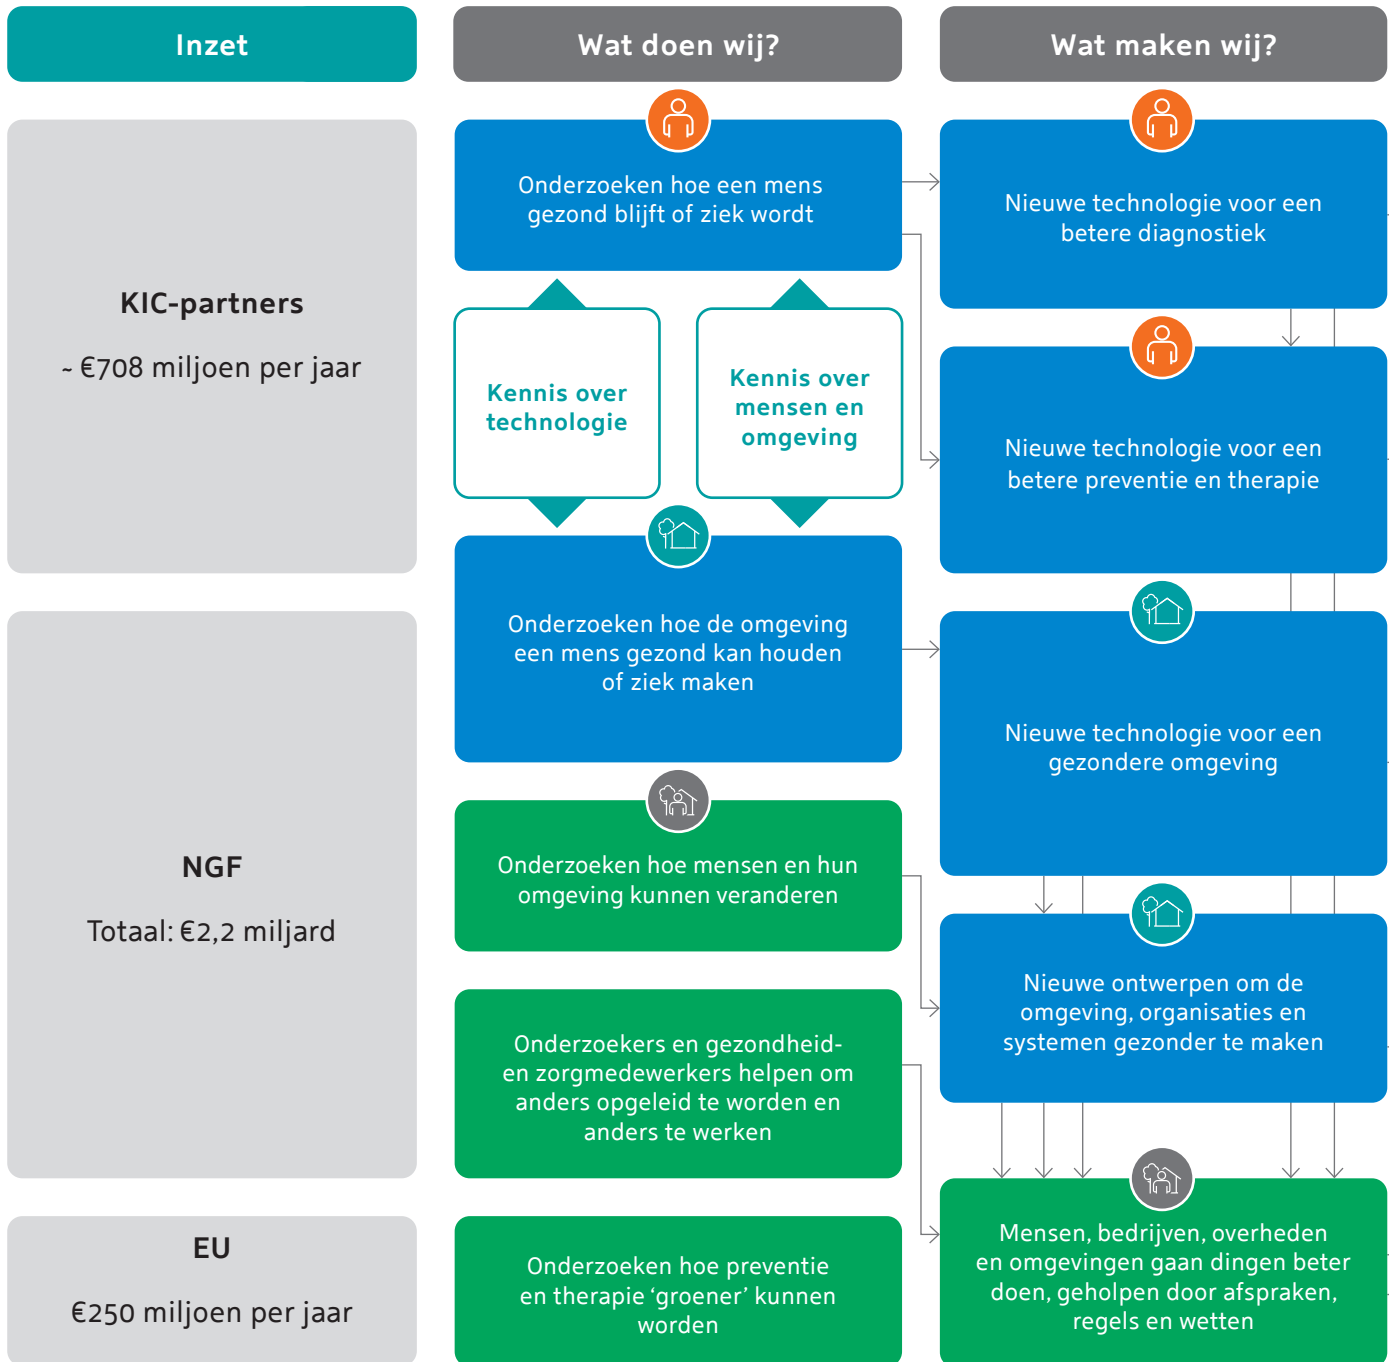 Inzet
KIC-partners
~ €708 miljoen per jaar
NGF
Totaal: €2,2 miljard
EU
€250 miljoen per jaar
Wat doen wij?
Onderzoeken hoe een mens
gezond blijft of ziek wordt
Kennis over
technologie
Kennis over
mensen en
omgeving
Onderzoeken hoe de omgeving
een mens gezond kan houden
of ziek maken
Onderzoeken hoe mensen en hun
omgeving kunnen veranderen
Onderzoekers en gezondheid-
en zorgmedewerkers helpen om
anders opgeleid te worden en
anders te werken
Onderzoeken hoe preventie
en therapie ‘groener’ kunnen
worden
Wat maken wij?
Nieuwe technologie voor een
betere diagnostiek
Nieuwe technologie voor een
betere preventie en therapie
Nieuwe technologie voor een
gezondere omgeving
Nieuwe ontwerpen om de
omgeving, organisaties en
systemen gezonder te maken
Mensen, bedrijven, overheden
en omgevingen gaan dingen beter
doen, geholpen door afspraken,
regels en wetten